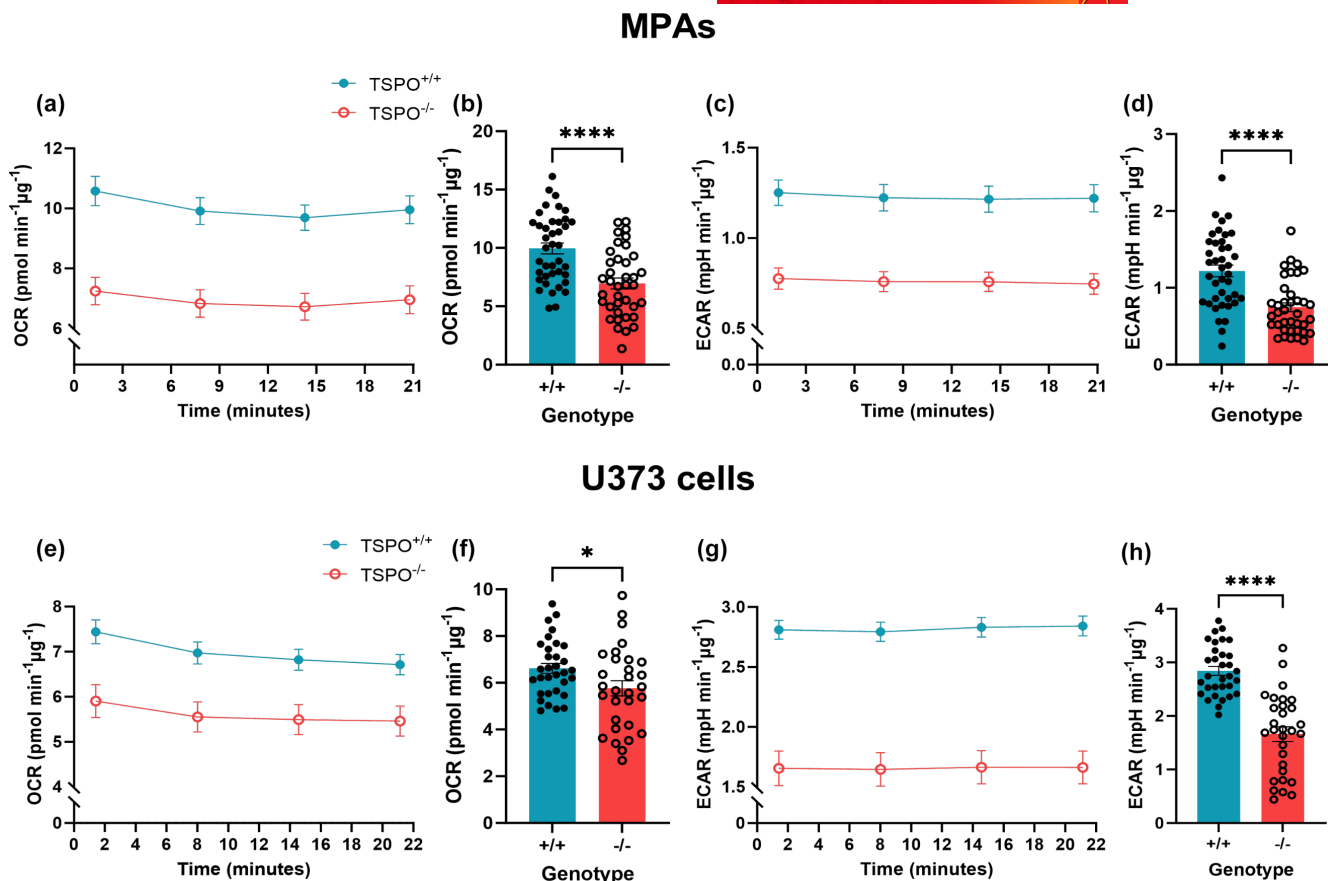 MPAs
(a)
TSPO+/+
TSPO-/-
OCR (pmol min-1µg-1)
12
10
8
6
0 3 6 9 12 15 18 21
Time (minutes)
(b)
****
OCR (pmol min-1µg-1)
20
15
10
5
0
+/+ -/-
Genotype
(c)
ECAR (mpH min-1µg-1)
1.5
1.0
0.5
0.0
0 3 6 9 12 15 18 21
Time (minutes)
(d)
****
ECAR (mpH min-1µg-1)
3
2
1
0
+/+ -/-
Genotype
U373 cells
(e)
TSPO+/+
TSPO-/-
OCR (pmol min-1µg-1)
8
7
6
5
4
0
0 2 4 6 8 10 12 14 16 18 20 22
Time (minutes)
(f)
*
OCR (pmol min-1µg-1)
10
8
6
4
2
0
+/+ -/-
Genotype
(g)
ECAR (mpH min-1µg-1)
3.0
2.5
2.0
1.5
0
0 2 4 6 8 10 12 14 16 18 20 22
Time (minutes)
(h)
****
ECAR (mpH min-1µg-1)
4
3
2
1
0
+/+ -/-
Genotype